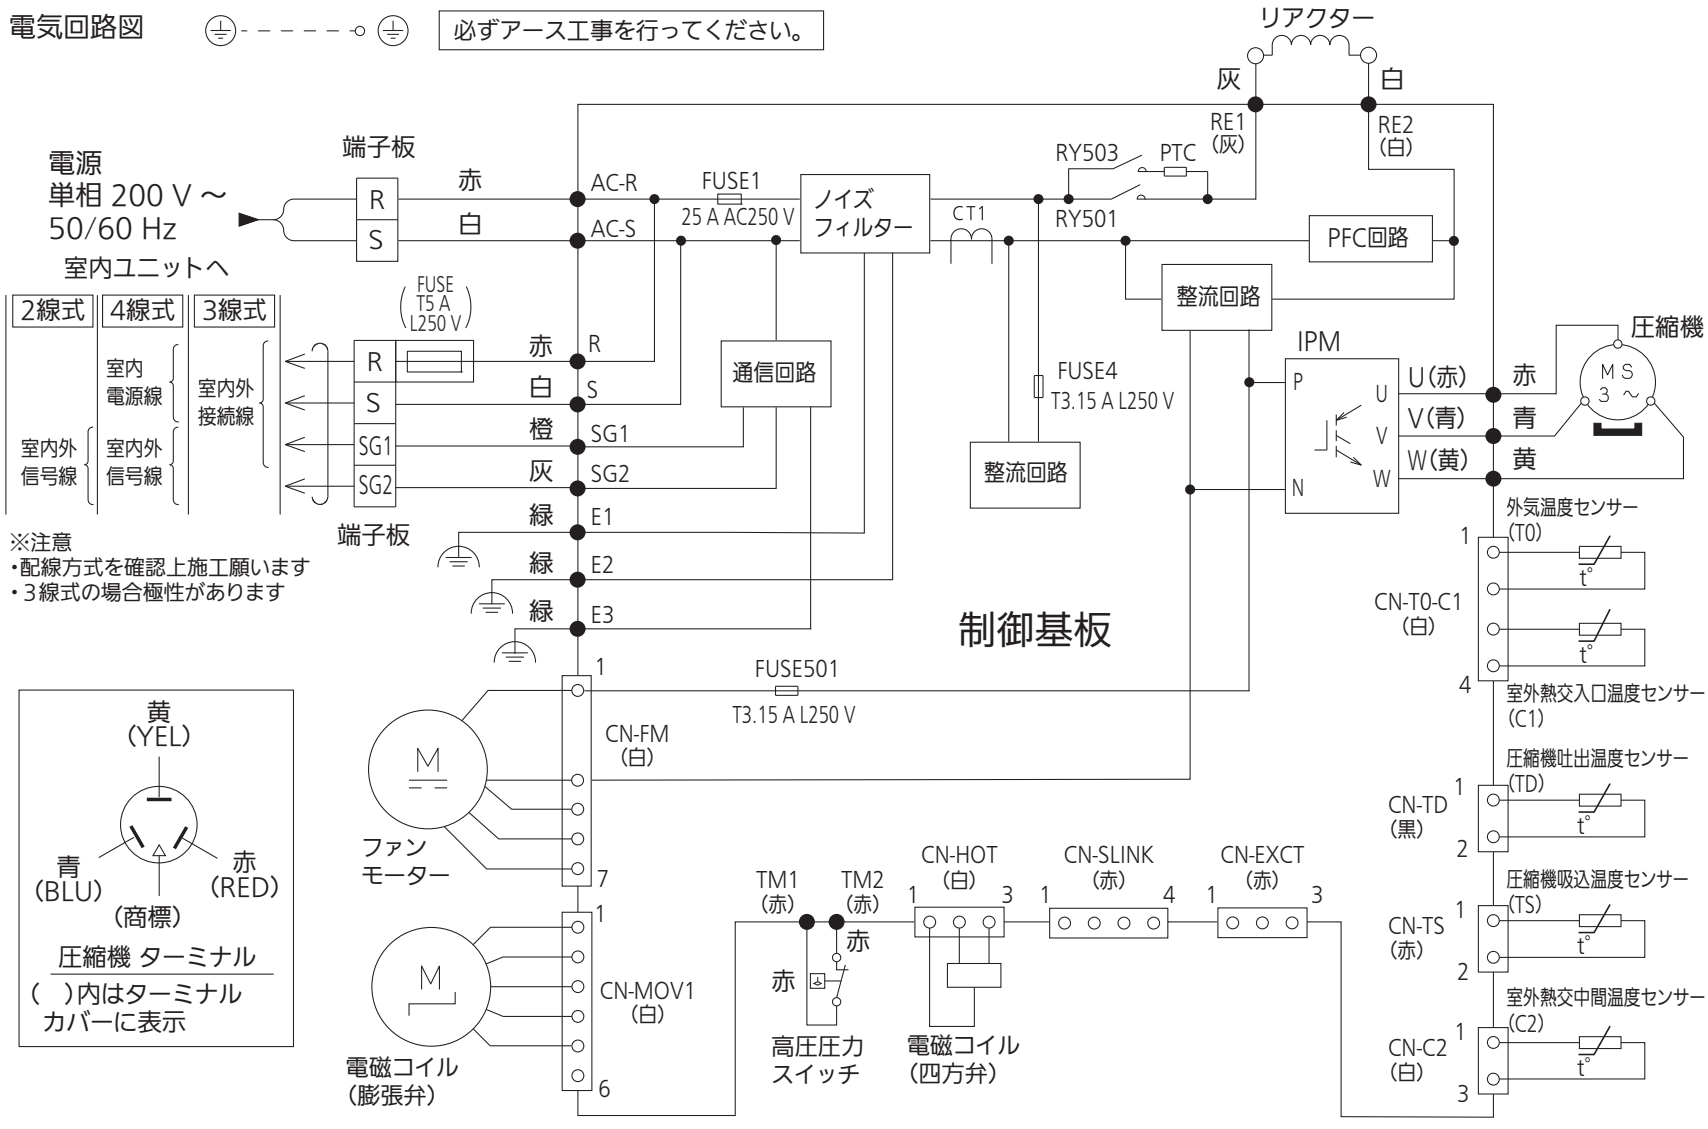 電気回路図
必ずアース工事を行ってください。
リアクター
灰
白
RE1
(灰)
RE2
(白)
電源
単相 200 V ～
50/60 Hz
端子板
R
S
赤
白
AC-R
AC-S
FUSE1
25 A AC250 V
ノイズ
フィルター
CT1
RY503
PTC
RY501
PFC回路
整流回路
室内ユニットへ
2線式
4線式
3線式
FUSE
T5 A
L250 V
室内
電源線
室内外
接続線
室内外
信号線
室内外
信号線
R
S
SG1
SG2
端子板
赤
R
白
S
橙
SG1
灰
SG2
緑
E1
緑
E2
緑
E3
通信回路
FUSE4
T3.15 A L250 V
整流回路
IPM
P
N
U
V
W
U(赤)
V(青)
W(黄)
赤
青
黄
圧縮機
M S
3 ～
※注意
・配線方式を確認上施工願います
・3線式の場合極性があります
制御基板
外気温度センサー
(T0)
1
t°
CN-T0-C1
(白)
t°
4
室外熱交入口温度センサー
(C1)
圧縮機吐出温度センサー
(TD)
1
CN-TD
(黒)
t°
2
圧縮機吸込温度センサー
(TS)
1
CN-TS
(赤)
t°
2
室外熱交中間温度センサー
(C2)
1
CN-C2
(白)
t°
3
FUSE501
T3.15 A L250 V
1
CN-FM
(白)
7
M
ファン
モーター
1
CN-MOV1
(白)
6
M
電磁コイル
(膨張弁)
TM1
(赤)
TM2
(赤)
赤
赤
高圧圧力
スイッチ
CN-HOT
(白)
1
3
電磁コイル
(四方弁)
CN-SLINK
(赤)
1
4
CN-EXCT
(赤)
1
3
黄
(YEL)
青
(BLU)
赤
(RED)
(商標)
圧縮機 ターミナル
(　)内はターミナル
カバーに表示